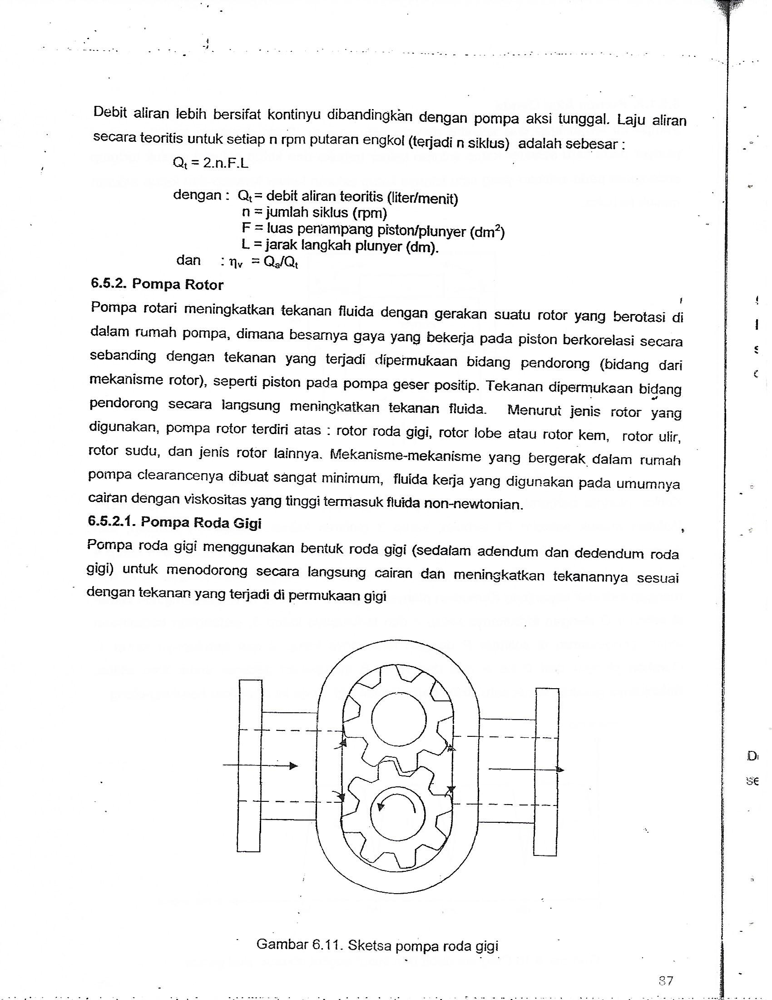 Debit aliran lebih bersifat kontinyu dibandingkan dengan pompa aksi tunggal. Laju aliran
secara teoritis untuk setiap n rpm putaran engkol (terjadi n siklus) adalah sebesar :
Qt = 2.n.F.L
dengan : Qt = debit aliran teoritis (liter/menit)
n = jumlah siklus (rpm)
F = luas penampang piston/plunyer (dm²)
L = jarak langkah plunyer (dm).
dan : ηv = Qa/Qt
6.5.2. Pompa Rotor
Pompa rotari meningkatkan tekanan fluida dengan gerakan suatu rotor yang berotasi di
dalam rumah pompa, dimana besarnya gaya yang bekerja pada piston berkorelasi secara
sebanding dengan tekanan yang terjadi dipermukaan bidang pendorong (bidang dari
mekanisme rotor), seperti piston pada pompa geser positip. Tekanan dipermukaan bidang
pendorong secara langsung meningkatkan tekanan fluida. Menurut jenis rotor yang
digunakan, pompa rotor terdiri atas : rotor roda gigi, rotor lobe atau rotor kem, rotor ulir,
rotor sudu, dan jenis rotor lainnya. Mekanisme-mekanisme yang bergerak dalam rumah
pompa clearancenya dibuat sangat minimum, fluida kerja yang digunakan pada umumnya
cairan dengan viskositas yang tinggi termasuk fluida non-newtonian.
6.5.2.1. Pompa Roda Gigi
Pompa roda gigi menggunakan bentuk roda gigi (sedalam adendum dan dedendum roda
gigi) untuk menodorong secara langsung cairan dan meningkatkan tekanannya sesuai
dengan tekanan yang terjadi di permukaan gigi
Gambar 6.11. Sketsa pompa roda gigi
87